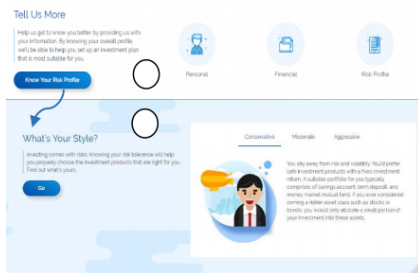 Tell Us More
Help us get to know you better by providing us with
your information. By knowing your overall profile,
we'll be able to help you set up an investment plan
that is most suitable for you.
Know Your Risk Profile
Personal
Financial
Risk Profile
What's Your Style?
Investing comes with risks. Knowing your risk tolerance will help
you properly choose the investment products that are right for you.
Find out what's yours.
Go
Conservative
Moderate
Aggressive
You shy away from risk and volatility. You'd prefer
safe investment products with a fixed investment
return. A suitable portfolio for you typically
comprises of savings account, term deposit, and
money market mutual fund. If you ever considered
owning a riskier asset class such as stocks or
bonds, you would only allocate a small portion of
your investment into these assets.